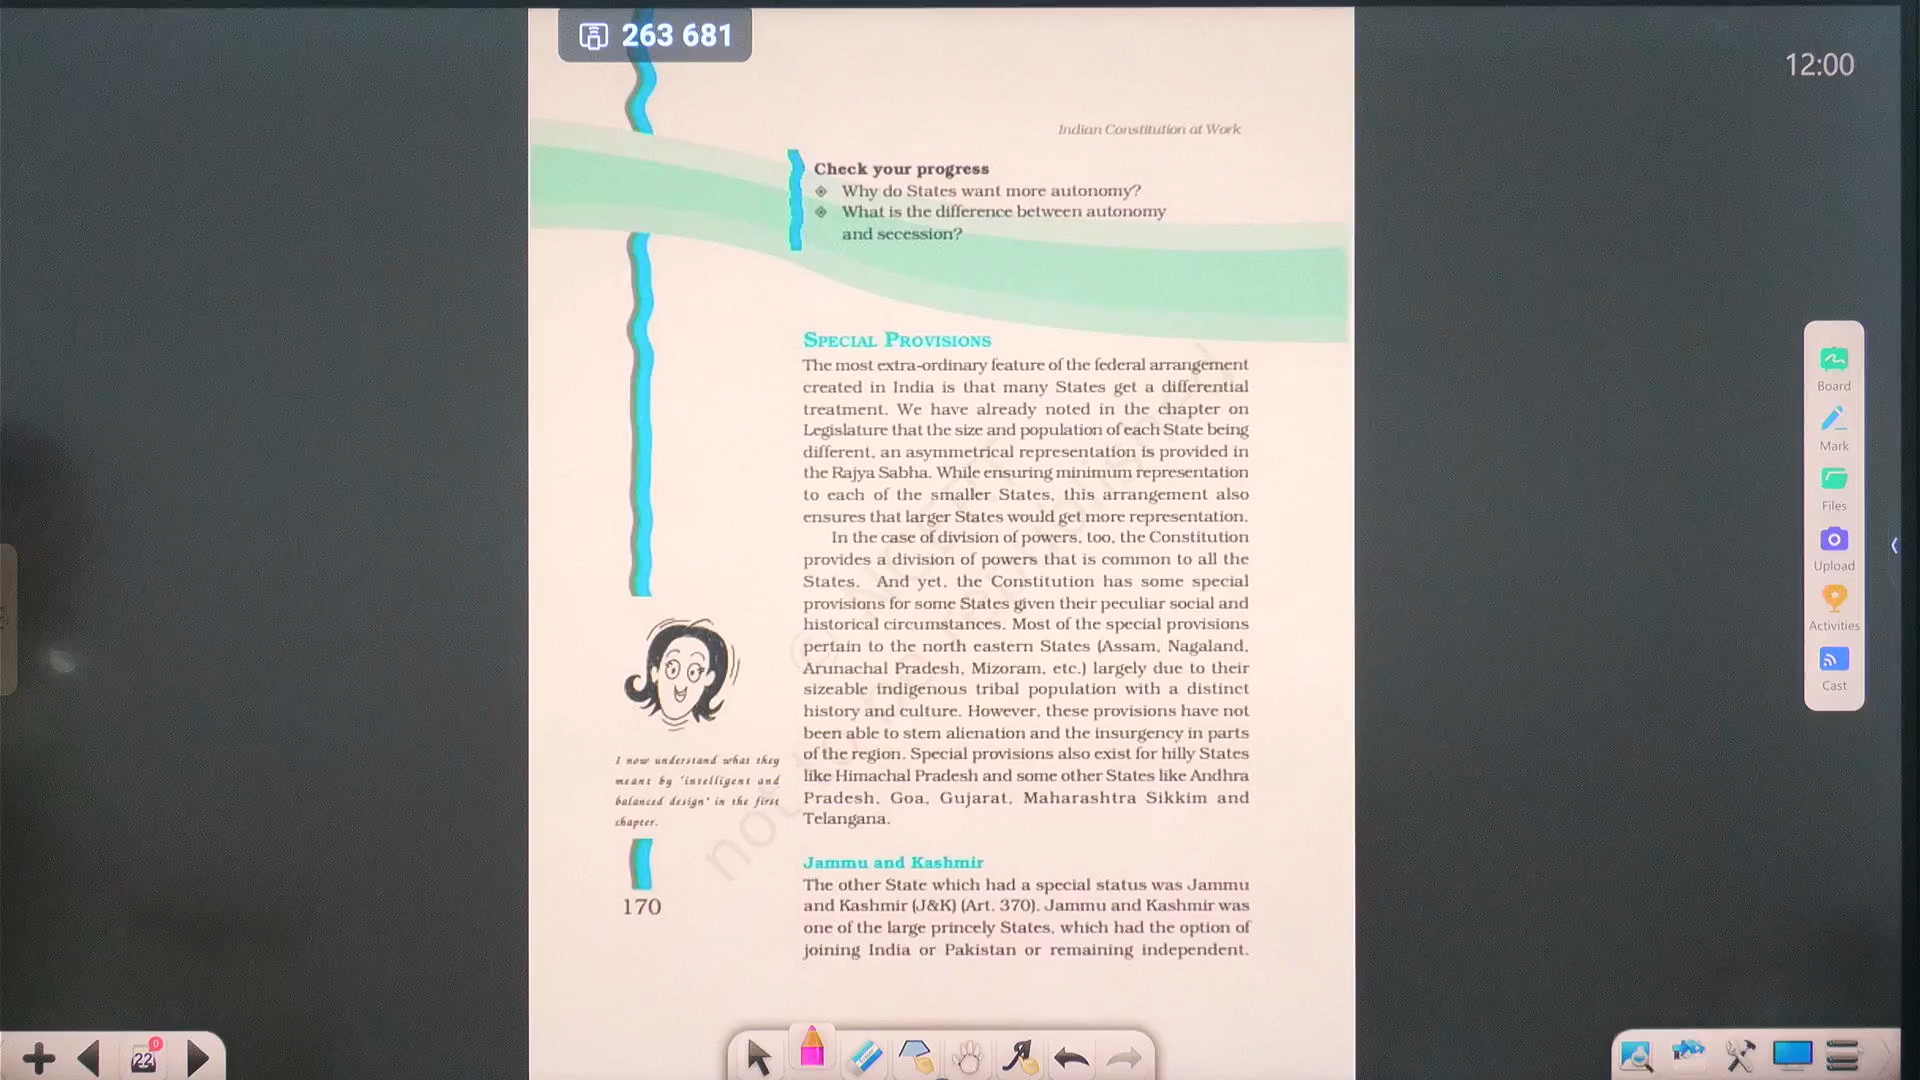 263 681
12:00
Indian Constitution at Work
Check your progress
Why do States want more autonomy?
What is the difference between autonomy
and secession?
SPECIAL PROVISIONS
The most extra-ordinary feature of the federal arrangement
created in India is that many States get a differential
treatment. We have already noted in the chapter on
Legislature that the size and population of each State being
different, an asymmetrical representation is provided in
the Rajya Sabha. While ensuring minimum representation
to each of the smaller States, this arrangement also
ensures that larger States would get more representation.
In the case of division of powers, too, the Constitution
provides a division of powers that is common to all the
States. And yet, the Constitution has some special
provisions for some States given their peculiar social and
historical circumstances. Most of the special provisions
pertain to the north eastern States (Assam, Nagaland,
Arunachal Pradesh, Mizoram, etc.) largely due to their
sizeable indigenous tribal population with a distinct
history and culture. However, these provisions have not
been able to stem alienation and the insurgency in parts
of the region. Special provisions also exist for hilly States
like Himachal Pradesh and some other States like Andhra
Pradesh, Goa, Gujarat, Maharashtra Sikkim and
Telangana.
I now understand what they
meant by 'intelligent and
balanced design' in the first
chapter.
Jammu and Kashmir
The other State which had a special status was Jammu
and Kashmir (J&K) (Art. 370). Jammu and Kashmir was
one of the large princely States, which had the option of
joining India or Pakistan or remaining independent.
170
Board
Mark
Files
Upload
Activities
Cast
22
0